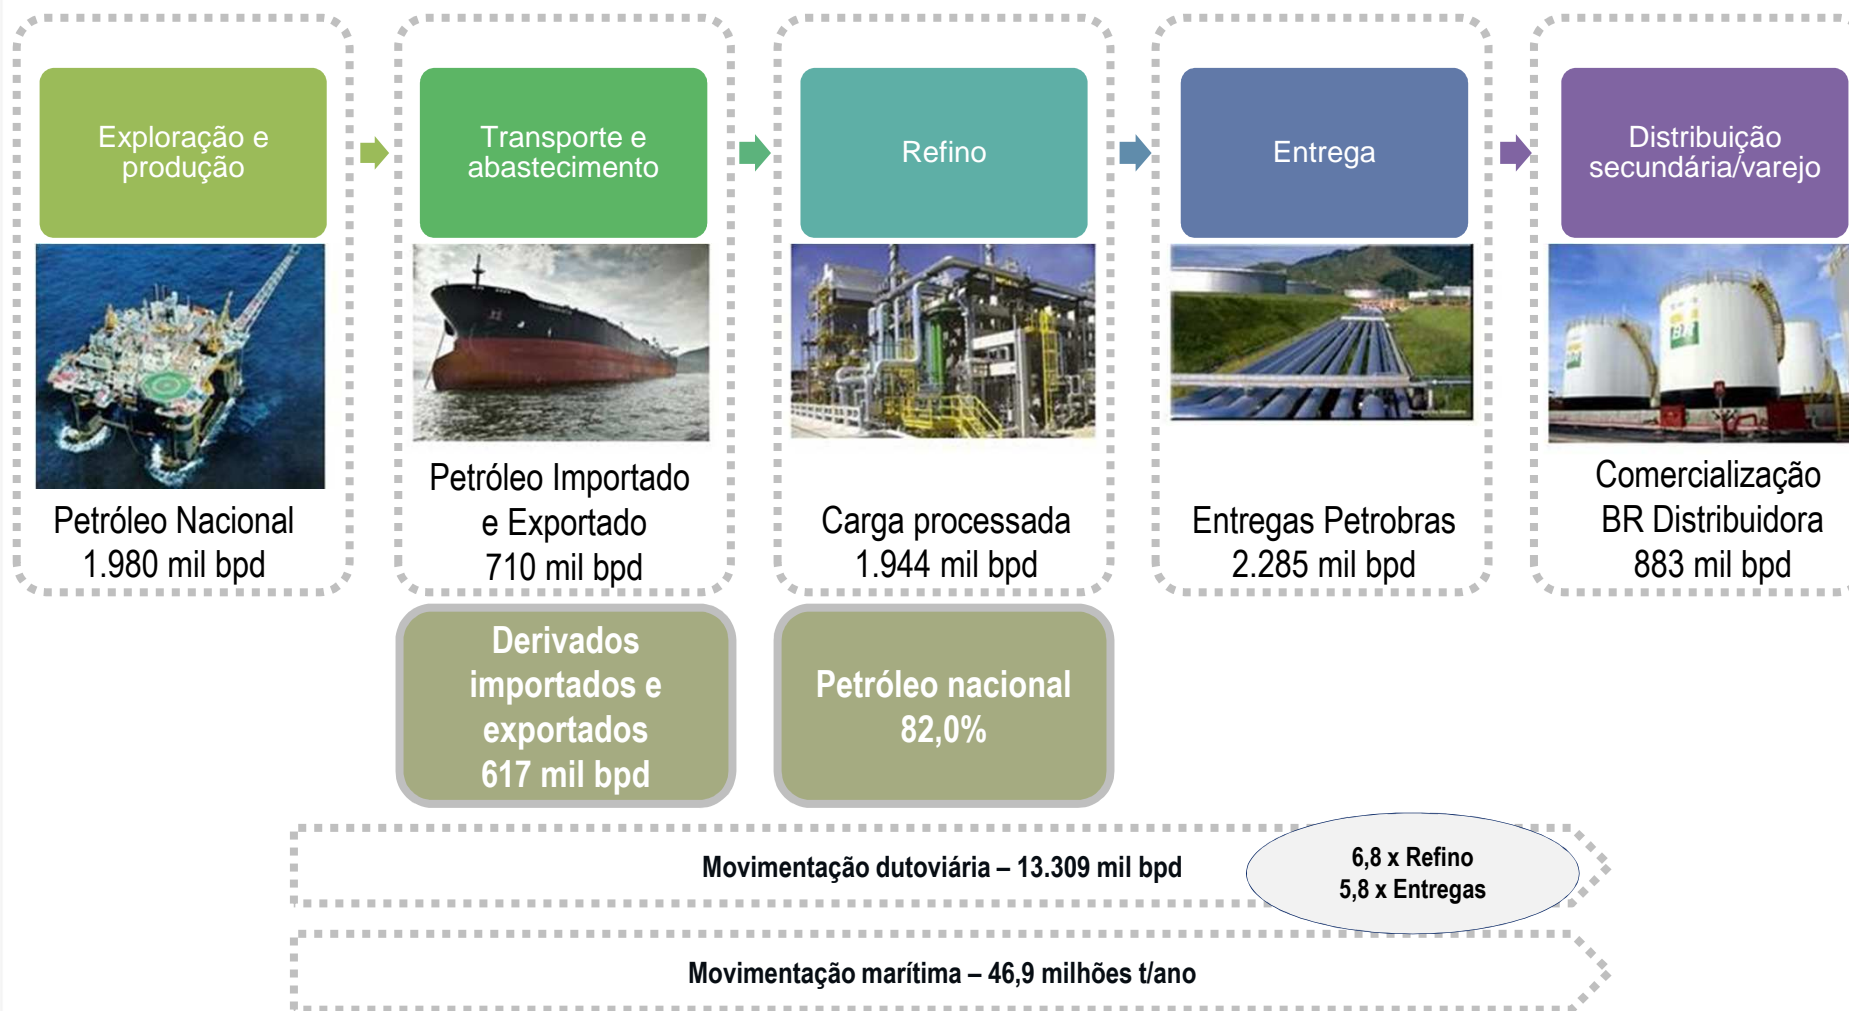 Exploração e
produção
Transporte e
abastecimento
Refino
Entrega
Distribuição
secundária/varejo
BR
Petróleo Nacional
1.980 mil bpd
Petróleo Importado
e Exportado
710 mil bpd
Carga processada
1.944 mil bpd
Entregas Petrobras
2.285 mil bpd
Comercialização
BR Distribuidora
883 mil bpd
Derivados
importados e
exportados
617 mil bpd
Petróleo nacional
82,0%
Movimentação dutoviária – 13.309 mil bpd
6,8 x Refino
5,8 x Entregas
Movimentação marítima – 46,9 milhões t/ano